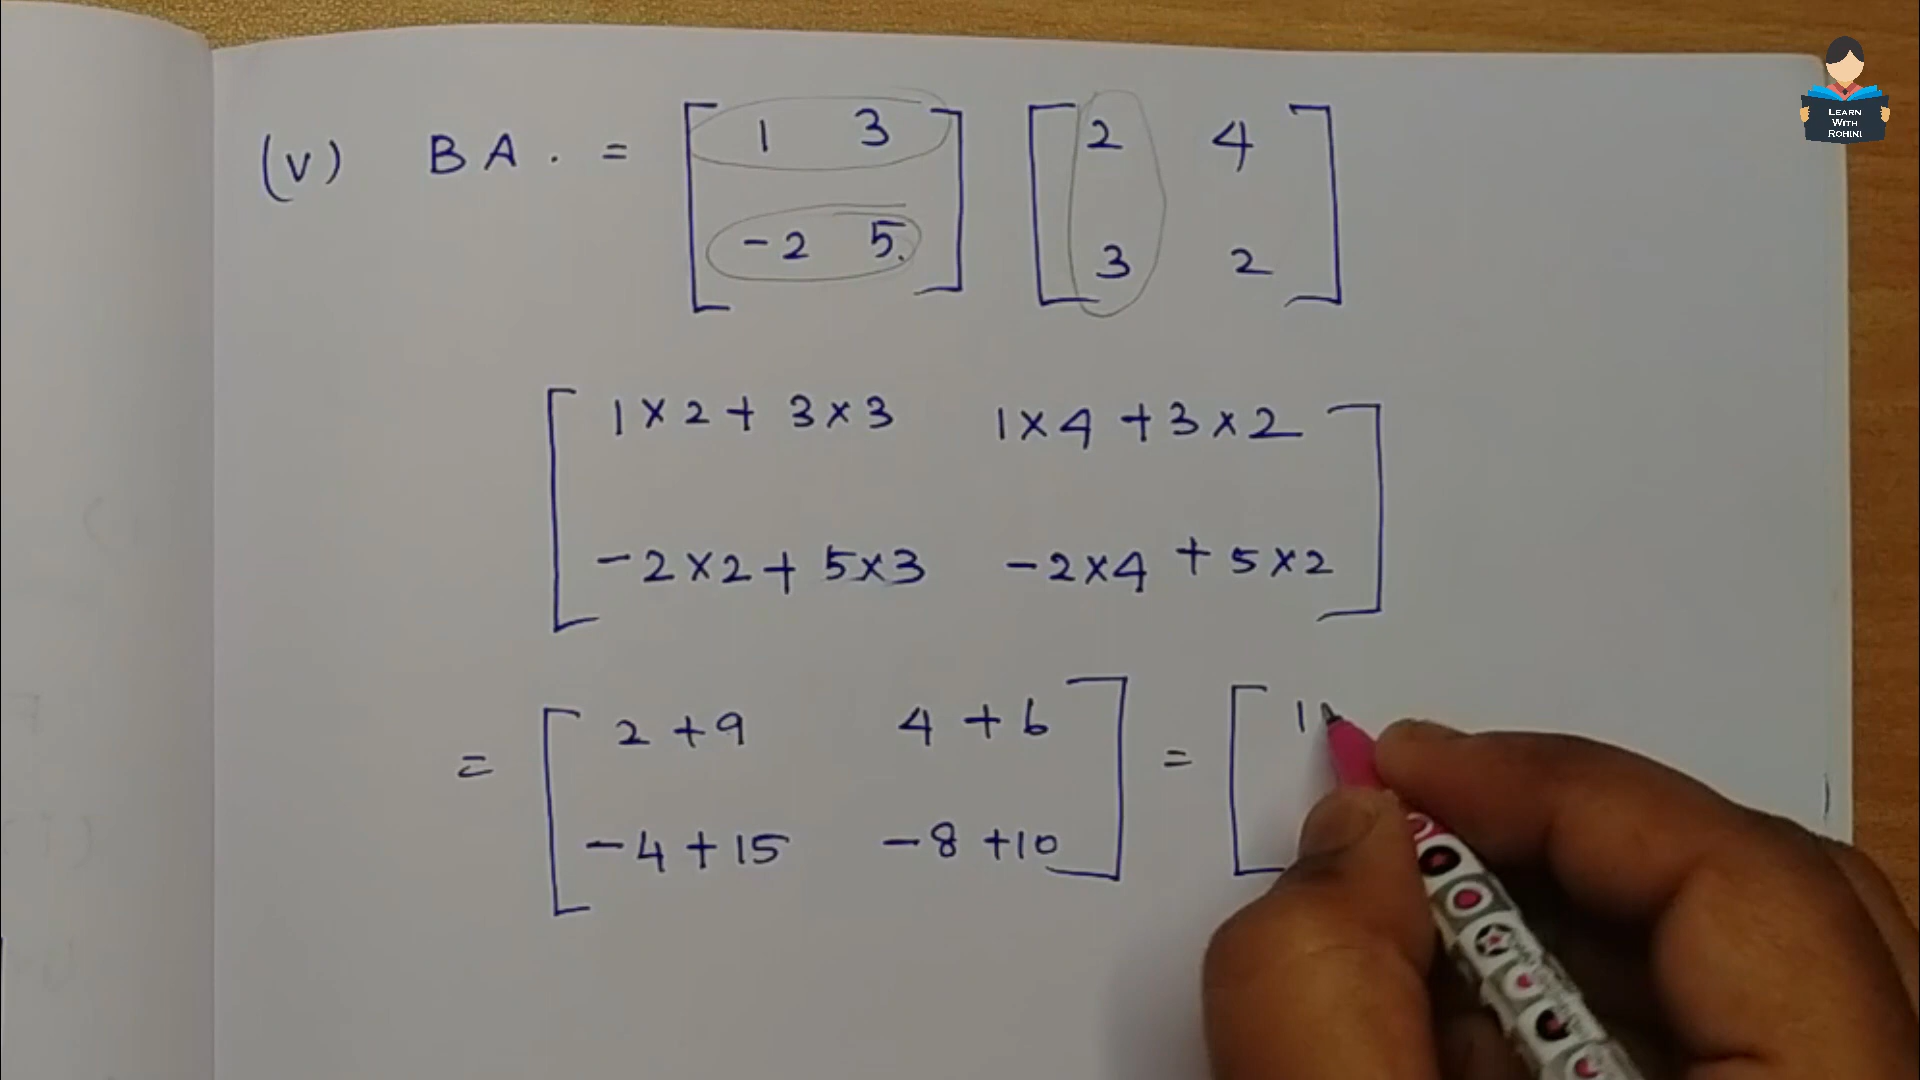 LEARN
WITH
ROHINI
(v) BA. = [ 1 3 ] [ 2 4 ]
[ -2 5. ] [ 3 2 ]
[ 1×2+ 3×3 1×4 +3×2 ]
[ -2×2+ 5×3 -2×4 + 5×2 ]
= [ 2 +9 4 + 6 ] = [ 1
[ -4 +15 -8 +10 ]